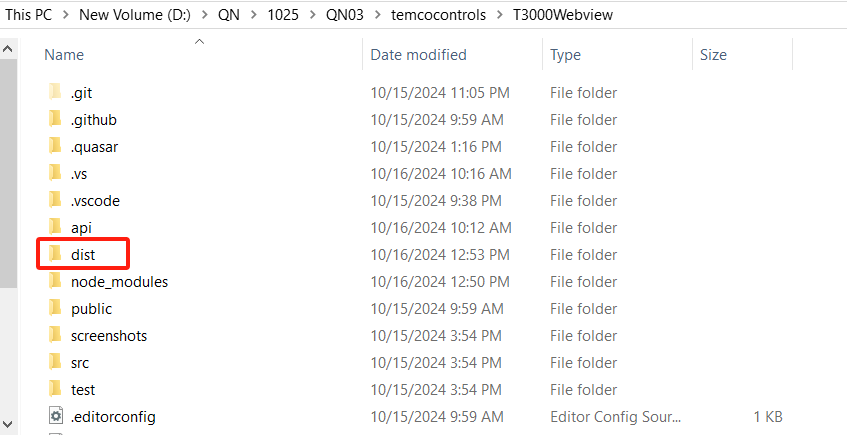 This PC > New Volume (D:) > QN > 1025 > QN03 > temcocontrols > T3000Webview
Name Date modified Type Size
.git 10/15/2024 11:05 PM File folder
.github 10/15/2024 9:59 AM File folder
.quasar 10/15/2024 1:16 PM File folder
.vs 10/16/2024 10:16 AM File folder
.vscode 10/15/2024 9:38 PM File folder
api 10/16/2024 10:12 AM File folder
dist 10/16/2024 12:53 PM File folder
node_modules 10/16/2024 12:50 PM File folder
public 10/15/2024 9:59 AM File folder
screenshots 10/15/2024 3:54 PM File folder
src 10/15/2024 3:54 PM File folder
test 10/15/2024 3:54 PM File folder
.editorconfig 10/15/2024 9:59 AM Editor Config Sour... 1 KB